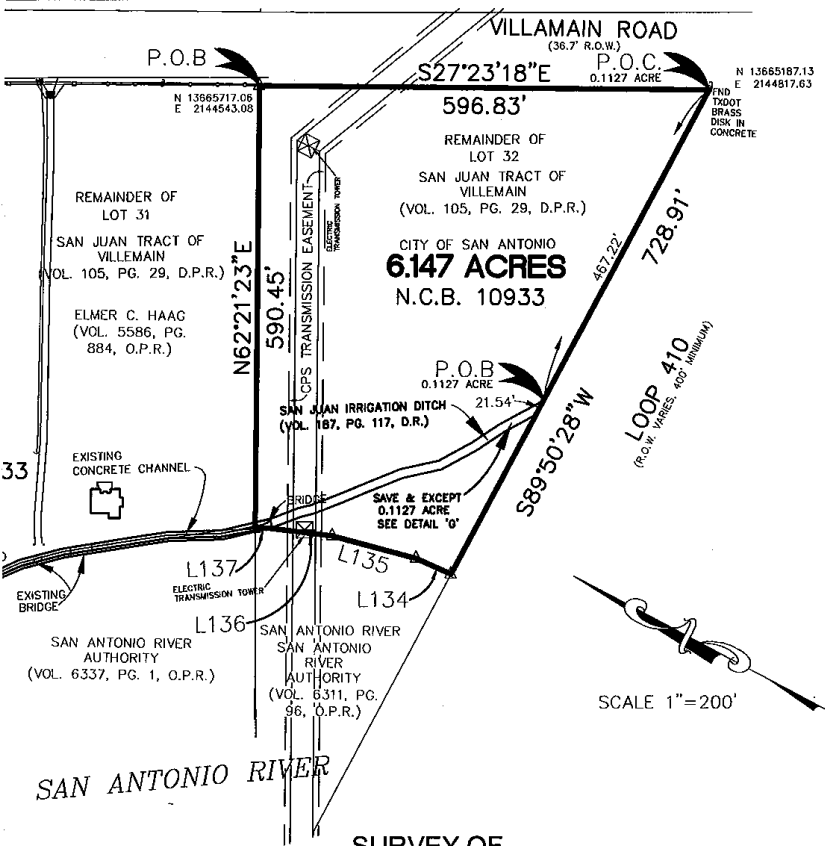 VILLAMAIN ROAD
(36.7' R.O.W.)
P.O.B
P.O.C.
0.1127 ACRE
S27°23'18"E
596.83'
N 13665187.13
E 2144817.63
N 13665717.06
E 2144543.08
FND
TXDOT
BRASS
DISK IN
CONCRETE
REMAINDER OF
LOT 32
SAN JUAN TRACT OF
VILLEMAIN
(VOL. 105, PG. 29, D.P.R.)
CITY OF SAN ANTONIO
6.147 ACRES
N.C.B. 10933
REMAINDER OF
LOT 31
SAN JUAN TRACT OF
VILLEMAIN
(VOL. 105, PG. 29, D.P.R.)
ELMER C. HAAG
(VOL. 5586, PG.
884, O.P.R.)
N62°21'23"E
590.45'
CPS TRANSMISSION EASEMENT
ELECTRIC
TRANSMISSION TOWER
467.22'
728.91'
LOOP 410
(R.O.W. VARIES, 400' MINIMUM)
S89°50'28"W
P.O.B
0.1127 ACRE
21.54'
SAN JUAN IRRIGATION DITCH
(VOL. 187, PG. 117, D.R.)
33
EXISTING
CONCRETE CHANNEL
BRIDGE
SAVE & EXCEPT
0.1127 ACRE
SEE DETAIL 'G'
L137
L135
L134
ELECTRIC
TRANSMISSION TOWER
EXISTING
BRIDGE
L136
SAN ANTONIO RIVER
AUTHORITY
(VOL. 6337, PG. 1, O.P.R.)
SAN ANTONIO RIVER
SAN ANTONIO
RIVER
AUTHORITY
(VOL. 6311, PG.
96, O.P.R.)
SCALE 1"=200'
SAN ANTONIO RIVER
SURVEY OF